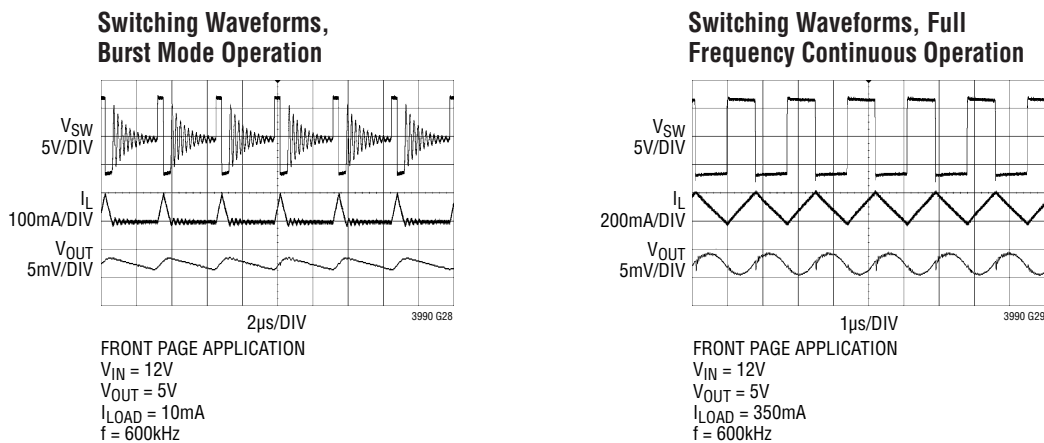 Switching Waveforms,
Burst Mode Operation
VSW
5V/DIV
IL
100mA/DIV
VOUT
5mV/DIV
2µs/DIV
3990 G28
FRONT PAGE APPLICATION
VIN = 12V
VOUT = 5V
ILOAD = 10mA
f = 600kHz
Switching Waveforms, Full
Frequency Continuous Operation
VSW
5V/DIV
IL
200mA/DIV
VOUT
5mV/DIV
1µs/DIV
3990 G29
FRONT PAGE APPLICATION
VIN = 12V
VOUT = 5V
ILOAD = 350mA
f = 600kHz